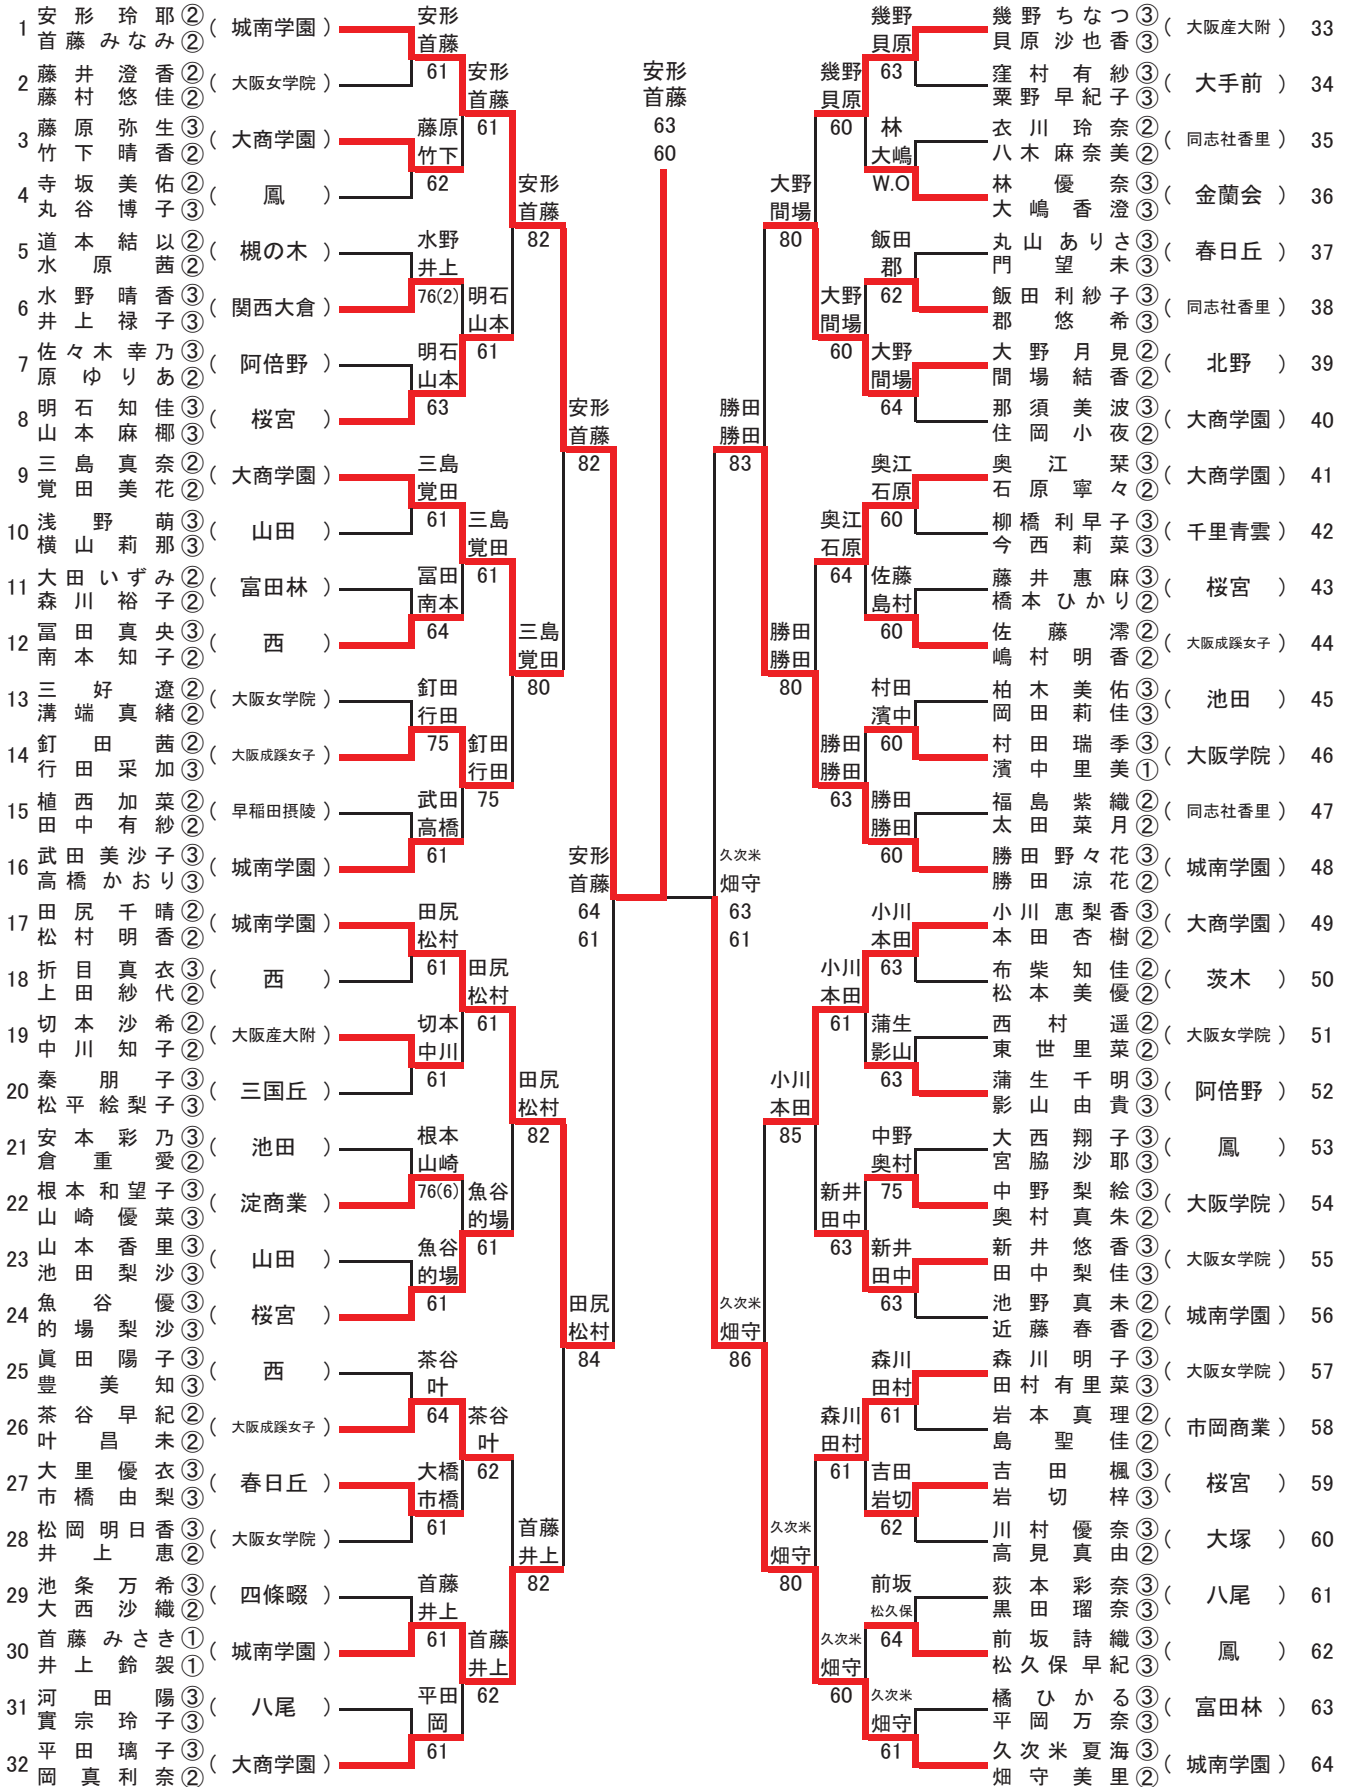 1 安形玲耶② 首藤みなみ② (城南学園)
2 藤井澄香② 藤村悠佳② (大阪女学院)
3 藤原弥生③ 竹下晴香② (大商学園)
4 寺坂美佑② 丸谷博子③ (鳳)
5 道本結以② 水原茜② (槻の木)
6 水野晴香③ 井上禄子③ (関西大倉)
7 佐々木幸乃③ 原ゆりあ② (阿倍野)
8 明石知佳③ 山本麻椰③ (桜宮)
9 三島真奈② 覚田美花② (大商学園)
10 浅野萌③ 横山莉那③ (山田)
11 大田いずみ② 森川裕子② (富田林)
12 冨田真央③ 南本知子② (西)
13 三好遼② 溝端真緒② (大阪女学院)
14 釘田茜② 行田采加③ (大阪成蹊女子)
15 植西加菜② 田中有紗② (早稲田摂陵)
16 武田美沙子③ 高橋かおり③ (城南学園)
17 田尻千晴② 松村明香② (城南学園)
18 折目真衣③ 上田紗代② (西)
19 切本沙希② 中川知子② (大阪産大附)
20 秦朋子③ 松平絵梨子③ (三国丘)
21 安本彩乃③ 倉重愛② (池田)
22 根本和望子③ 山崎優菜③ (淀商業)
23 山本香里③ 池田梨沙③ (山田)
24 魚谷優③ 的場梨沙③ (桜宮)
25 眞田陽子③ 豊美知③ (西)
26 茶谷早紀② 叶昌未② (大阪成蹊女子)
27 大里優衣③ 市橋由梨③ (春日丘)
28 松岡明日香③ 井上恵② (大阪女学院)
29 池条万希③ 大西沙織② (四條畷)
30 首藤みさき① 井上鈴袈① (城南学園)
31 河田陽③ 實宗玲子③ (八尾)
32 平田璃子③ 岡真利奈② (大商学園)
安形 首藤 61
藤原 竹下 62
水野 井上 76(2)
明石 山本 63
三島 覚田 61
冨田 南本 64
釘田 行田 75
武田 高橋 61
田尻 松村 61
切本 中川 61
根本 山崎 76(6)
魚谷 的場 61
茶谷 叶 64
大橋 市橋 61
首藤 井上 61
平田 岡 61
安形 首藤 61
明石 山本 61
三島 覚田 61
釘田 行田 75
田尻 松村 61
魚谷 的場 61
茶谷 叶 62
首藤 井上 62
安形 首藤 82
三島 覚田 80
田尻 松村 82
首藤 井上 82
安形 首藤 82
田尻 松村 84
安形 首藤 64 61
安形 首藤 63 60
久次米 畑守 63 61
勝田 勝田 83
久次米 畑守 86
大野 間場 80
勝田 勝田 80
小川 本田 85
久次米 畑守 80
幾野 貝原 60
大野 間場 60
奥江 石原 64
勝田 勝田 63
小川 本田 61
新井 田中 63
森川 田村 61
久次米 畑守 60
幾野 貝原 63
林 大嶋 W.O
飯田 郡 62
大野 間場 64
奥江 石原 60
佐藤 島村 60
村田 濱中 60
勝田 勝田 60
小川 本田 63
蒲生 影山 63
中野 奥村 75
新井 田中 63
森川 田村 61
吉田 岩切 62
前坂 松久保 64
久次米 畑守 61
幾野ちなつ③ 貝原沙也香③ (大阪産大附) 33
窪村有紗③ 粟野早紀子③ (大手前) 34
衣川玲奈② 八木麻奈美② (同志社香里) 35
林優奈③ 大嶋香澄③ (金蘭会) 36
丸山ありさ③ 門望未③ (春日丘) 37
飯田利紗子③ 郡悠希③ (同志社香里) 38
大野月見② 間場結香② (北野) 39
那須美波③ 住岡小夜② (大商学園) 40
奥江栞③ 石原寧々② (大商学園) 41
柳橋利早子③ 今西莉菜③ (千里青雲) 42
藤井惠麻③ 橋本ひかり② (桜宮) 43
佐藤澪② 嶋村明香② (大阪成蹊女子) 44
柏木美佑③ 岡田莉佳③ (池田) 45
村田瑞季③ 濱中里美① (大阪学院) 46
福島紫織② 太田菜月② (同志社香里) 47
勝田野々花③ 勝田涼花② (城南学園) 48
小川恵梨香③ 本田杏樹② (大商学園) 49
布柴知佳② 松本美優② (茨木) 50
西村遥② 東世里菜② (大阪女学院) 51
蒲生千明③ 影山由貴③ (阿倍野) 52
大西翔子③ 宮脇沙耶③ (鳳) 53
中野梨絵③ 奥村真朱② (大阪学院) 54
新井悠香③ 田中梨佳③ (大阪女学院) 55
池野真未② 近藤春香② (城南学園) 56
森川明子③ 田村有里菜③ (大阪女学院) 57
岩本真理② 島聖佳② (市岡商業) 58
吉田楓③ 岩切梓③ (桜宮) 59
川村優奈③ 高見真由② (大塚) 60
荻本彩奈③ 黒田瑠奈③ (八尾) 61
前坂詩織③ 松久保早紀③ (鳳) 62
橘ひかる③ 平岡万奈③ (富田林) 63
久次米夏海③ 畑守美里② (城南学園) 64